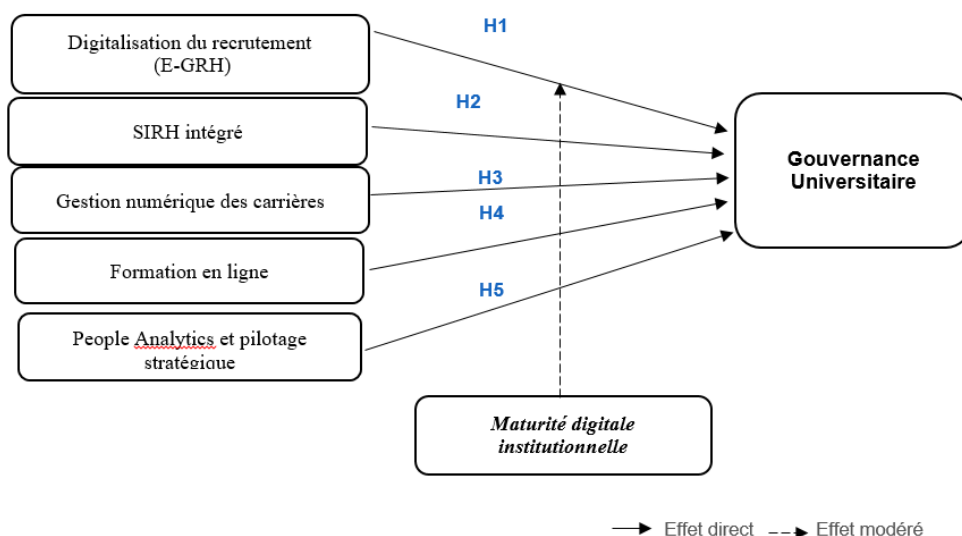 Digitalisation du recrutement
(E-GRH)
H1
SIRH intégré
H2
Gestion numérique des carrières
H3
Formation en ligne
H4
People Analytics et pilotage
stratégique
H5
Gouvernance
Universitaire
Maturité digitale
institutionnelle
Effet direct
Effet modéré